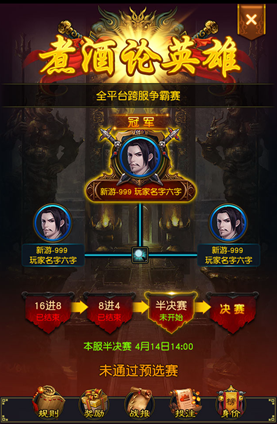 煮酒论英雄
全平台跨服争霸赛
冠军
新游-999 玩家名字六字
新游-999
玩家名字六字
新游-999
玩家名字六字
16进8
已结束
8进4
已结束
半决赛
未开始
决赛
本服半决赛 4月14日14:00
未通过预选赛
规则
奖励
战报
投注
身价